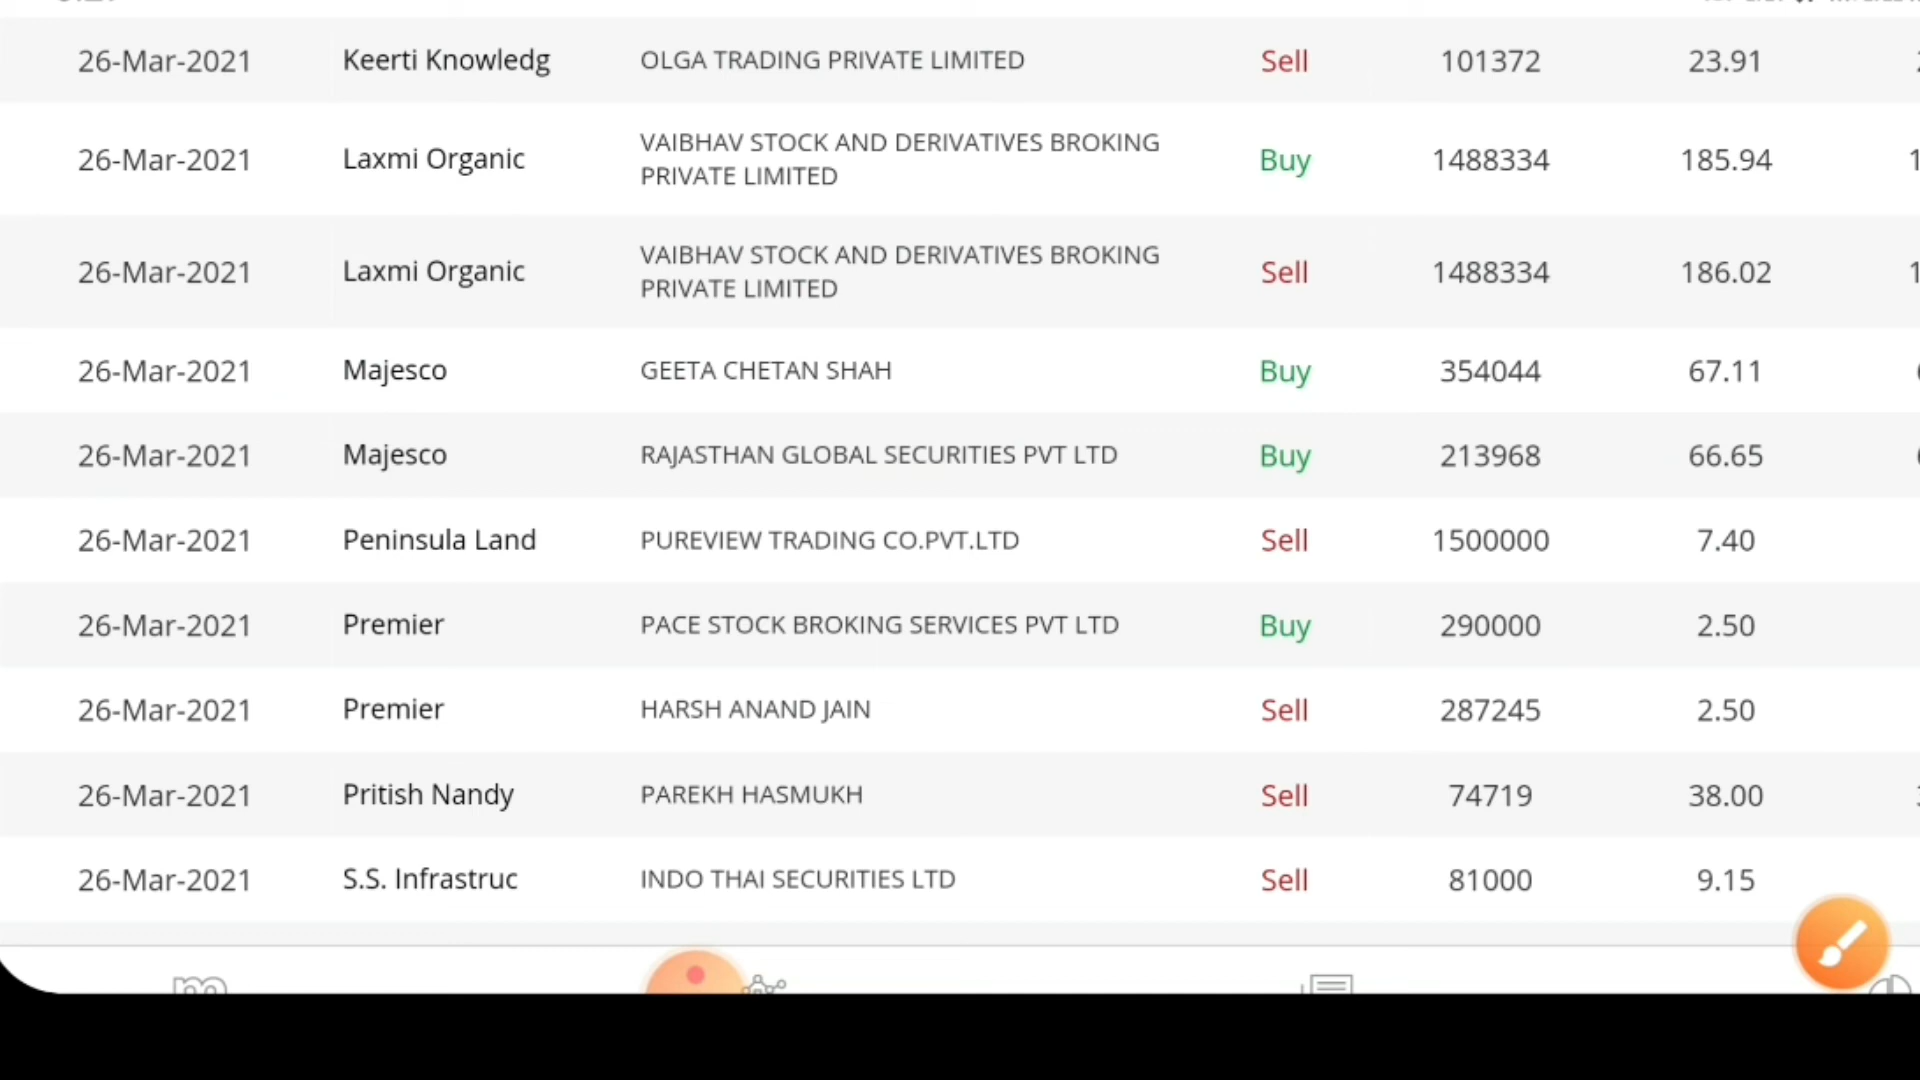 26-Mar-2021 Keerti Knowledg OLGA TRADING PRIVATE LIMITED Sell 101372 23.91
26-Mar-2021 Laxmi Organic VAIBHAV STOCK AND DERIVATIVES BROKING PRIVATE LIMITED Buy 1488334 185.94
26-Mar-2021 Laxmi Organic VAIBHAV STOCK AND DERIVATIVES BROKING PRIVATE LIMITED Sell 1488334 186.02
26-Mar-2021 Majesco GEETA CHETAN SHAH Buy 354044 67.11
26-Mar-2021 Majesco RAJASTHAN GLOBAL SECURITIES PVT LTD Buy 213968 66.65
26-Mar-2021 Peninsula Land PUREVIEW TRADING CO.PVT.LTD Sell 1500000 7.40
26-Mar-2021 Premier PACE STOCK BROKING SERVICES PVT LTD Buy 290000 2.50
26-Mar-2021 Premier HARSH ANAND JAIN Sell 287245 2.50
26-Mar-2021 Pritish Nandy PAREKH HASMUKH Sell 74719 38.00
26-Mar-2021 S.S. Infrastruc INDO THAI SECURITIES LTD Sell 81000 9.15